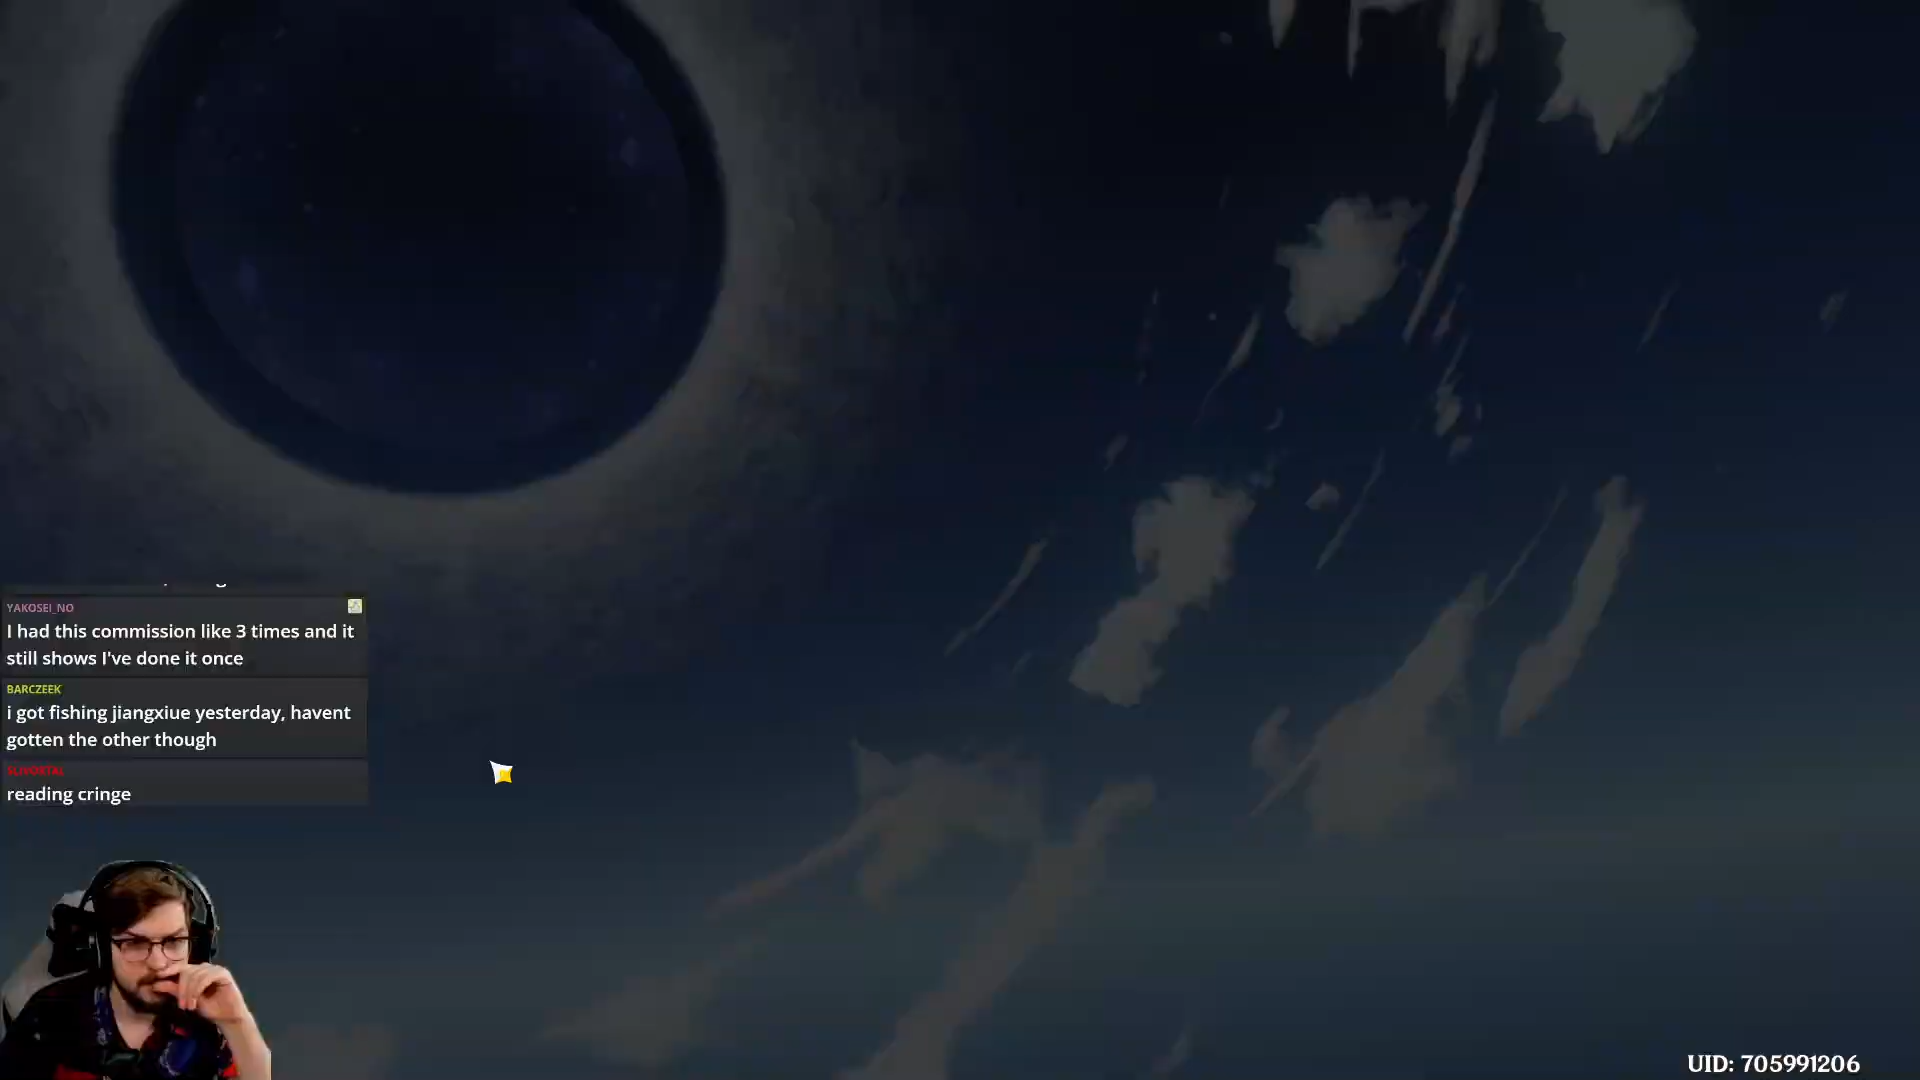 YAKOSEI_NO
I had this commission like 3 times and it
still shows I've done it once
BARCZEEK
i got fishing jiangxiue yesterday, havent
gotten the other though
SLIVOXTAL
reading cringe
UID: 705991206